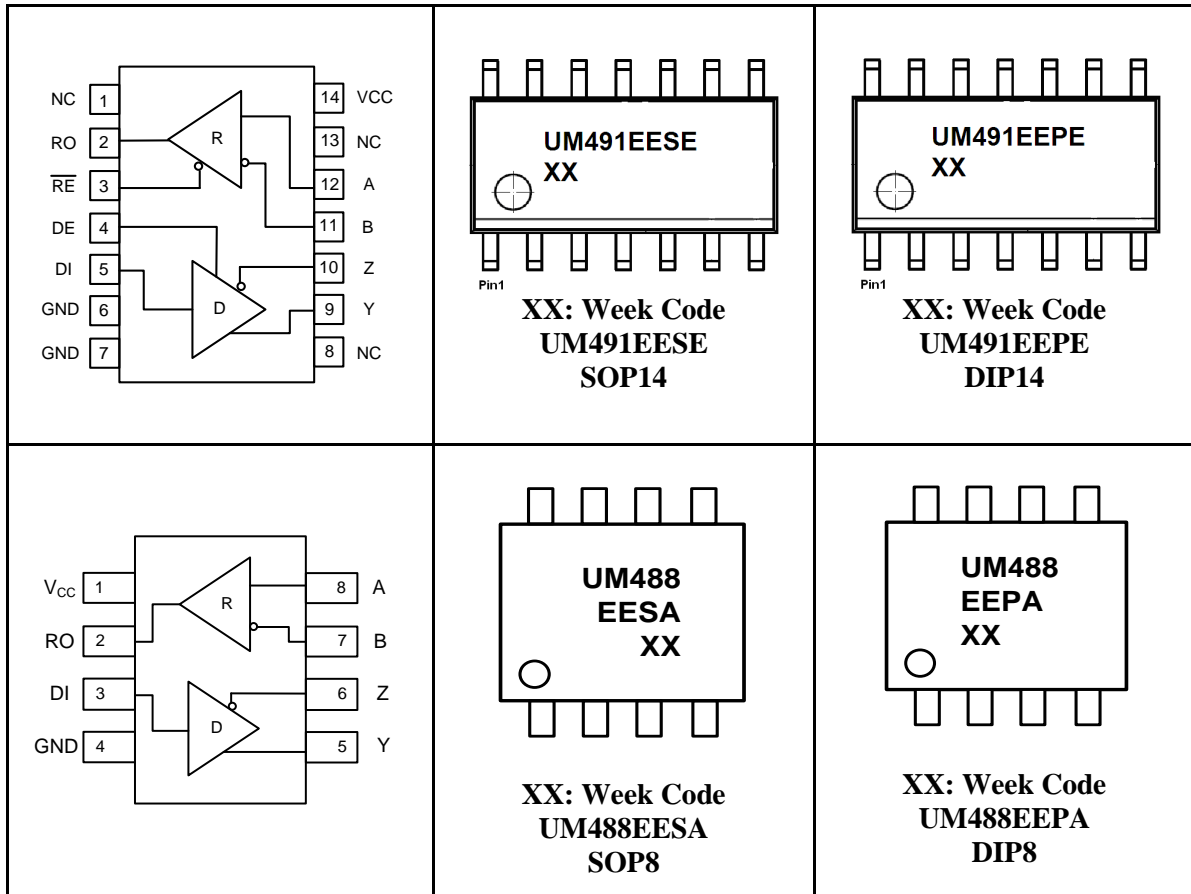 NC 1
RO 2
RE 3
DE 4
DI 5
GND 6
GND 7
14 VCC
13 NC
12 A
11 B
10 Z
9 Y
8 NC
R
D
UM491EESE
XX
Pin1
XX: Week Code
UM491EESE
SOP14
UM491EEPE
XX
Pin1
XX: Week Code
UM491EEPE
DIP14
VCC 1
RO 2
DI 3
GND 4
8 A
7 B
6 Z
5 Y
R
D
UM488
EESA
XX
XX: Week Code
UM488EESA
SOP8
UM488
EEPA
XX
XX: Week Code
UM488EEPA
DIP8